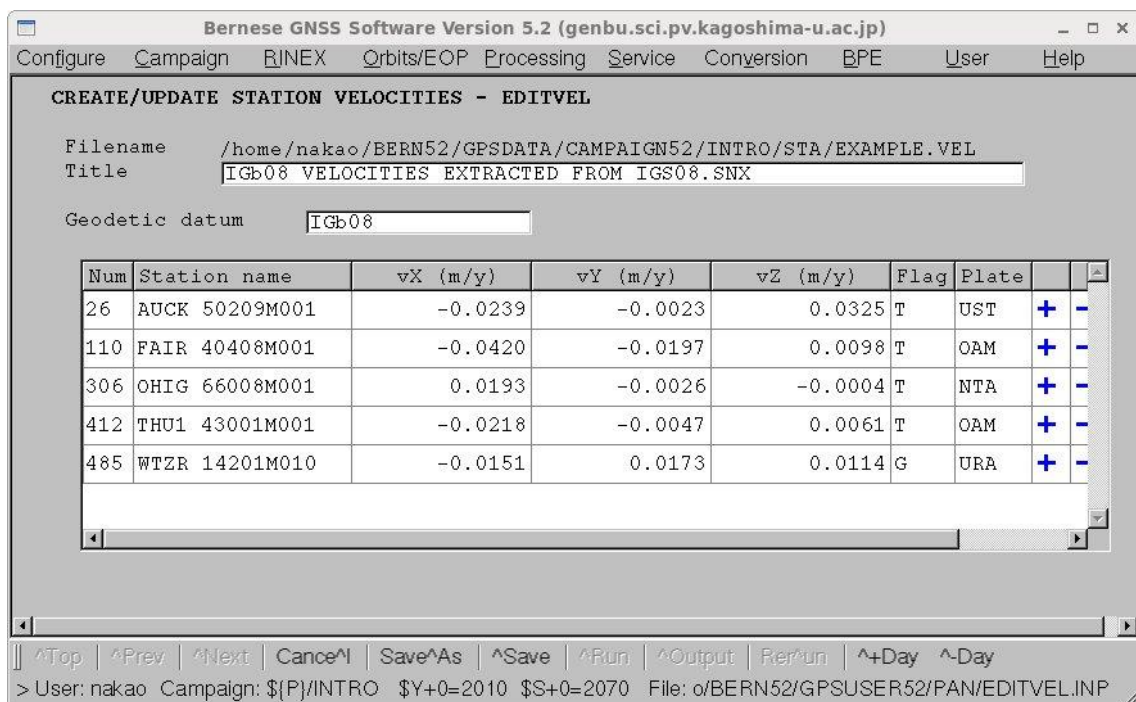 Bernese GNSS Software Version 5.2 (genbu.sci.pv.kagoshima-u.ac.jp)
Configure Campaign RINEX Orbits/EOP Processing Service Conversion BPE User Help
CREATE/UPDATE STATION VELOCITIES - EDITVEL
Filename /home/nakao/BERN52/GPSDATA/CAMPAIGN52/INTRO/STA/EXAMPLE.VEL
Title IGb08 VELOCITIES EXTRACTED FROM IGS08.SNX
Geodetic datum IGb08
Num Station name vX (m/y) vY (m/y) vZ (m/y) Flag Plate
26 AUCK 50209M001 -0.0239 -0.0023 0.0325 T UST + -
110 FAIR 40408M001 -0.0420 -0.0197 0.0098 T OAM + -
306 OHIG 66008M001 0.0193 -0.0026 -0.0004 T NTA + -
412 THU1 43001M001 -0.0218 -0.0047 0.0061 T OAM + -
485 WTZR 14201M010 -0.0151 0.0173 0.0114 G URA + -
^Top | ^Prev | ^Next | Cance^l | Save^As | ^Save | ^Run | ^Output | Rer^un | ^+Day ^-Day
> User: nakao Campaign: ${P}/INTRO $Y+0=2010 $S+0=2070 File: o/BERN52/GPSUSER52/PAN/EDITVEL.INP